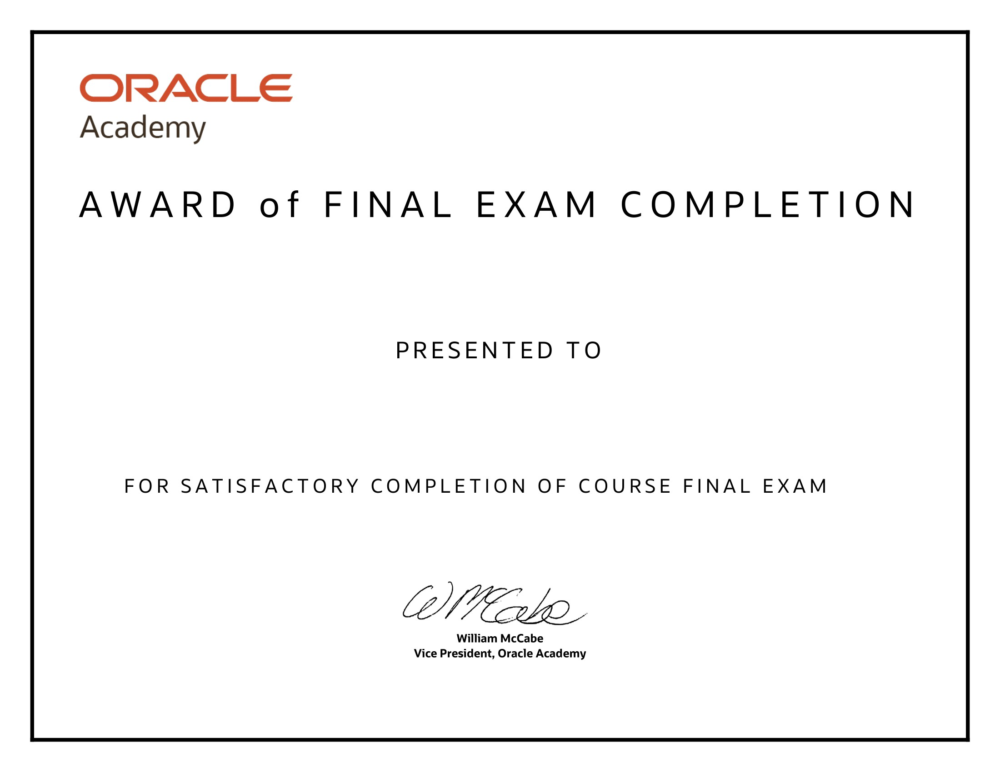 ORACLE
Academy
AWARD of FINAL EXAM COMPLETION
PRESENTED TO
FOR SATISFACTORY COMPLETION OF COURSE FINAL EXAM
W McCabe
William McCabe
Vice President, Oracle Academy